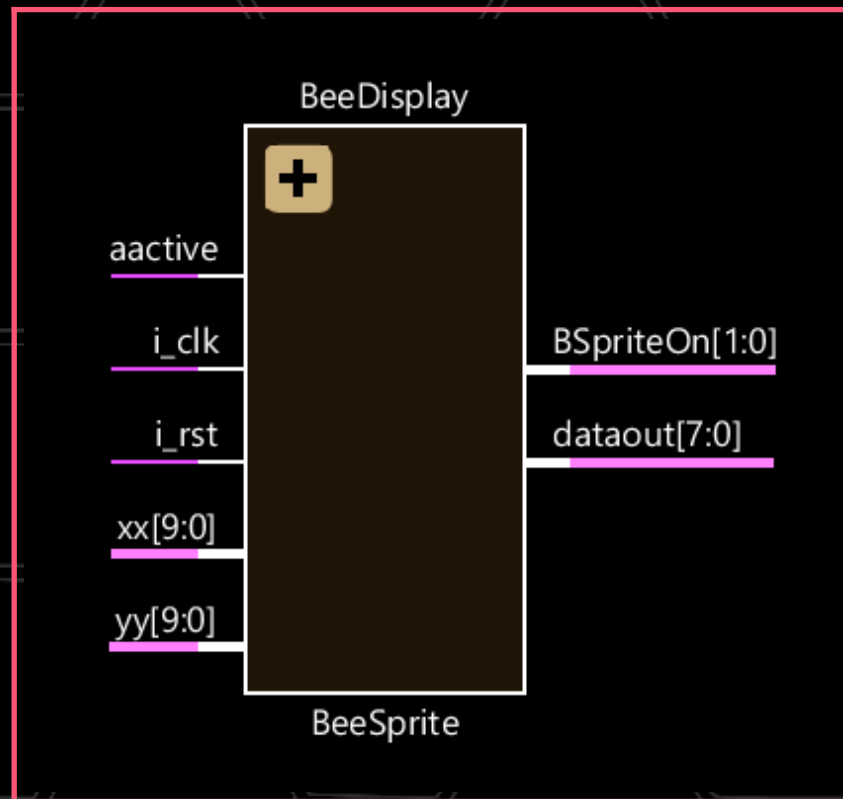 BeeDisplay
aactive
i_clk
BSpriteOn[1:0]
i_rst
dataout[7:0]
xx[9:0]
yy[9:0]
BeeSprite